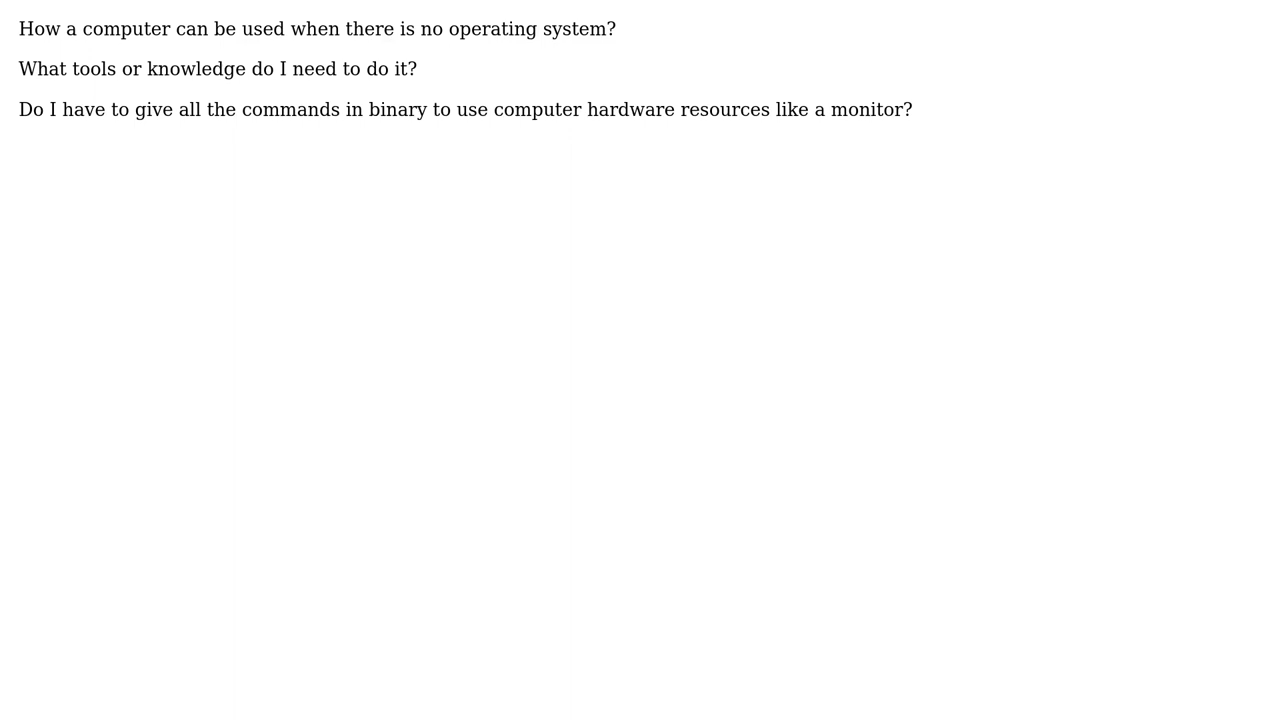 How a computer can be used when there is no operating system?
What tools or knowledge do I need to do it?
Do I have to give all the commands in binary to use computer hardware resources like a monitor?